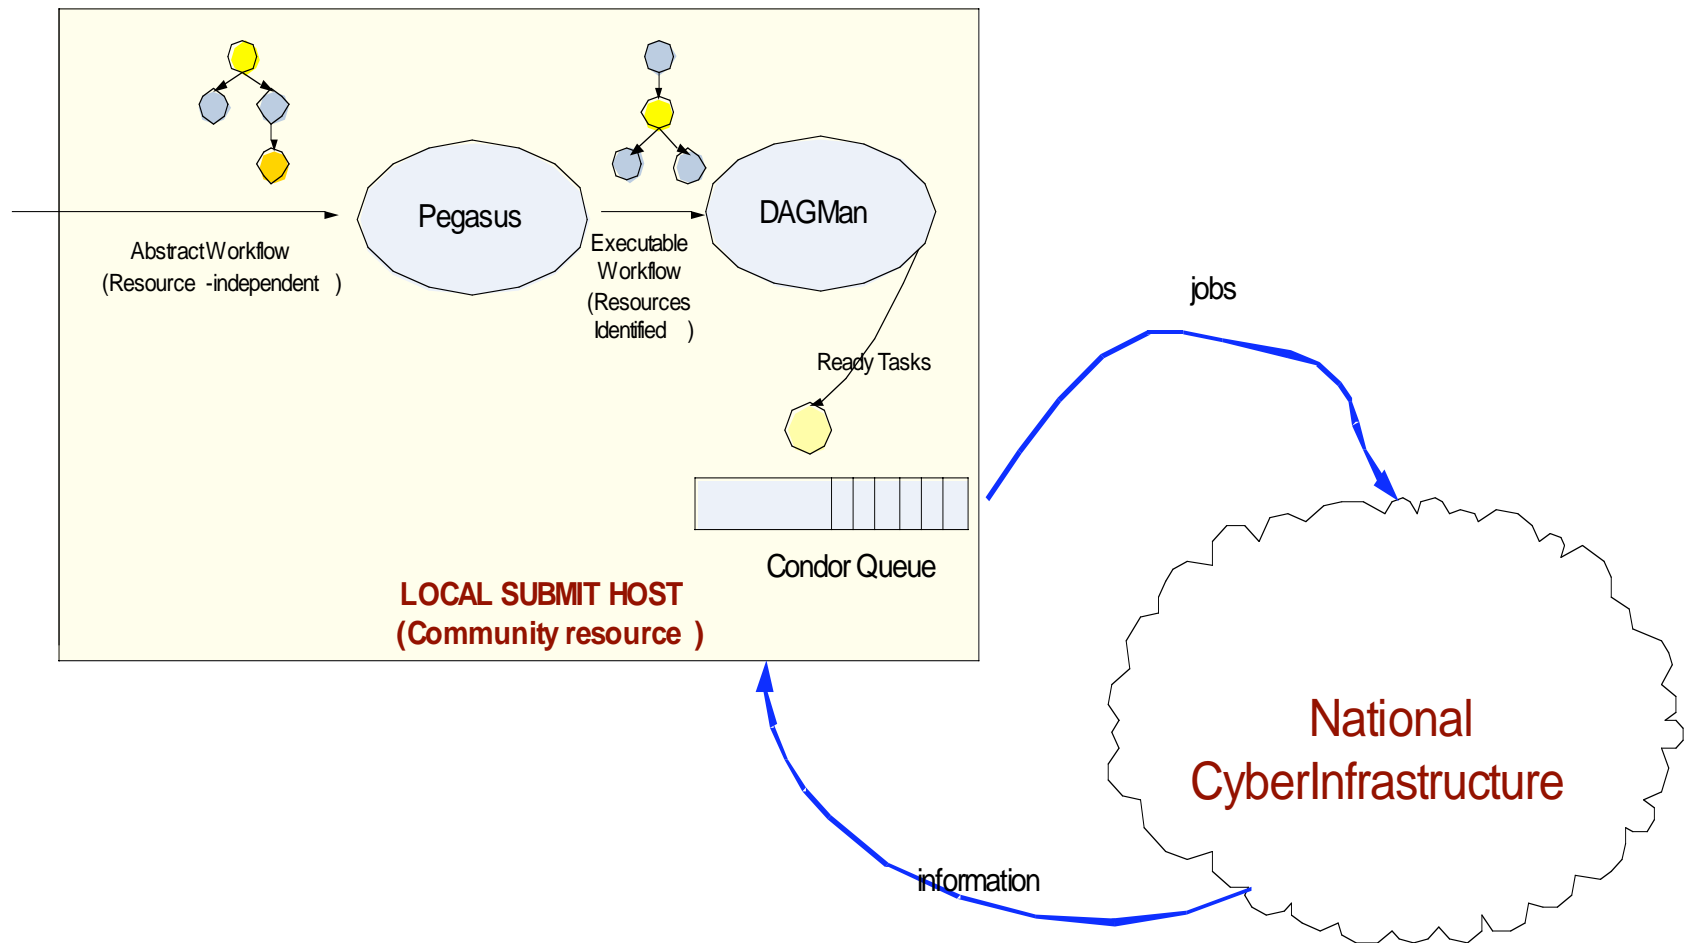 Pegasus
DAGMan
Abstract Workflow
(Resource -independent )
Executable
Workflow
(Resources
Identified )
Ready Tasks
Condor Queue
LOCAL SUBMIT HOST
(Community resource )
jobs
National
CyberInfrastructure
information